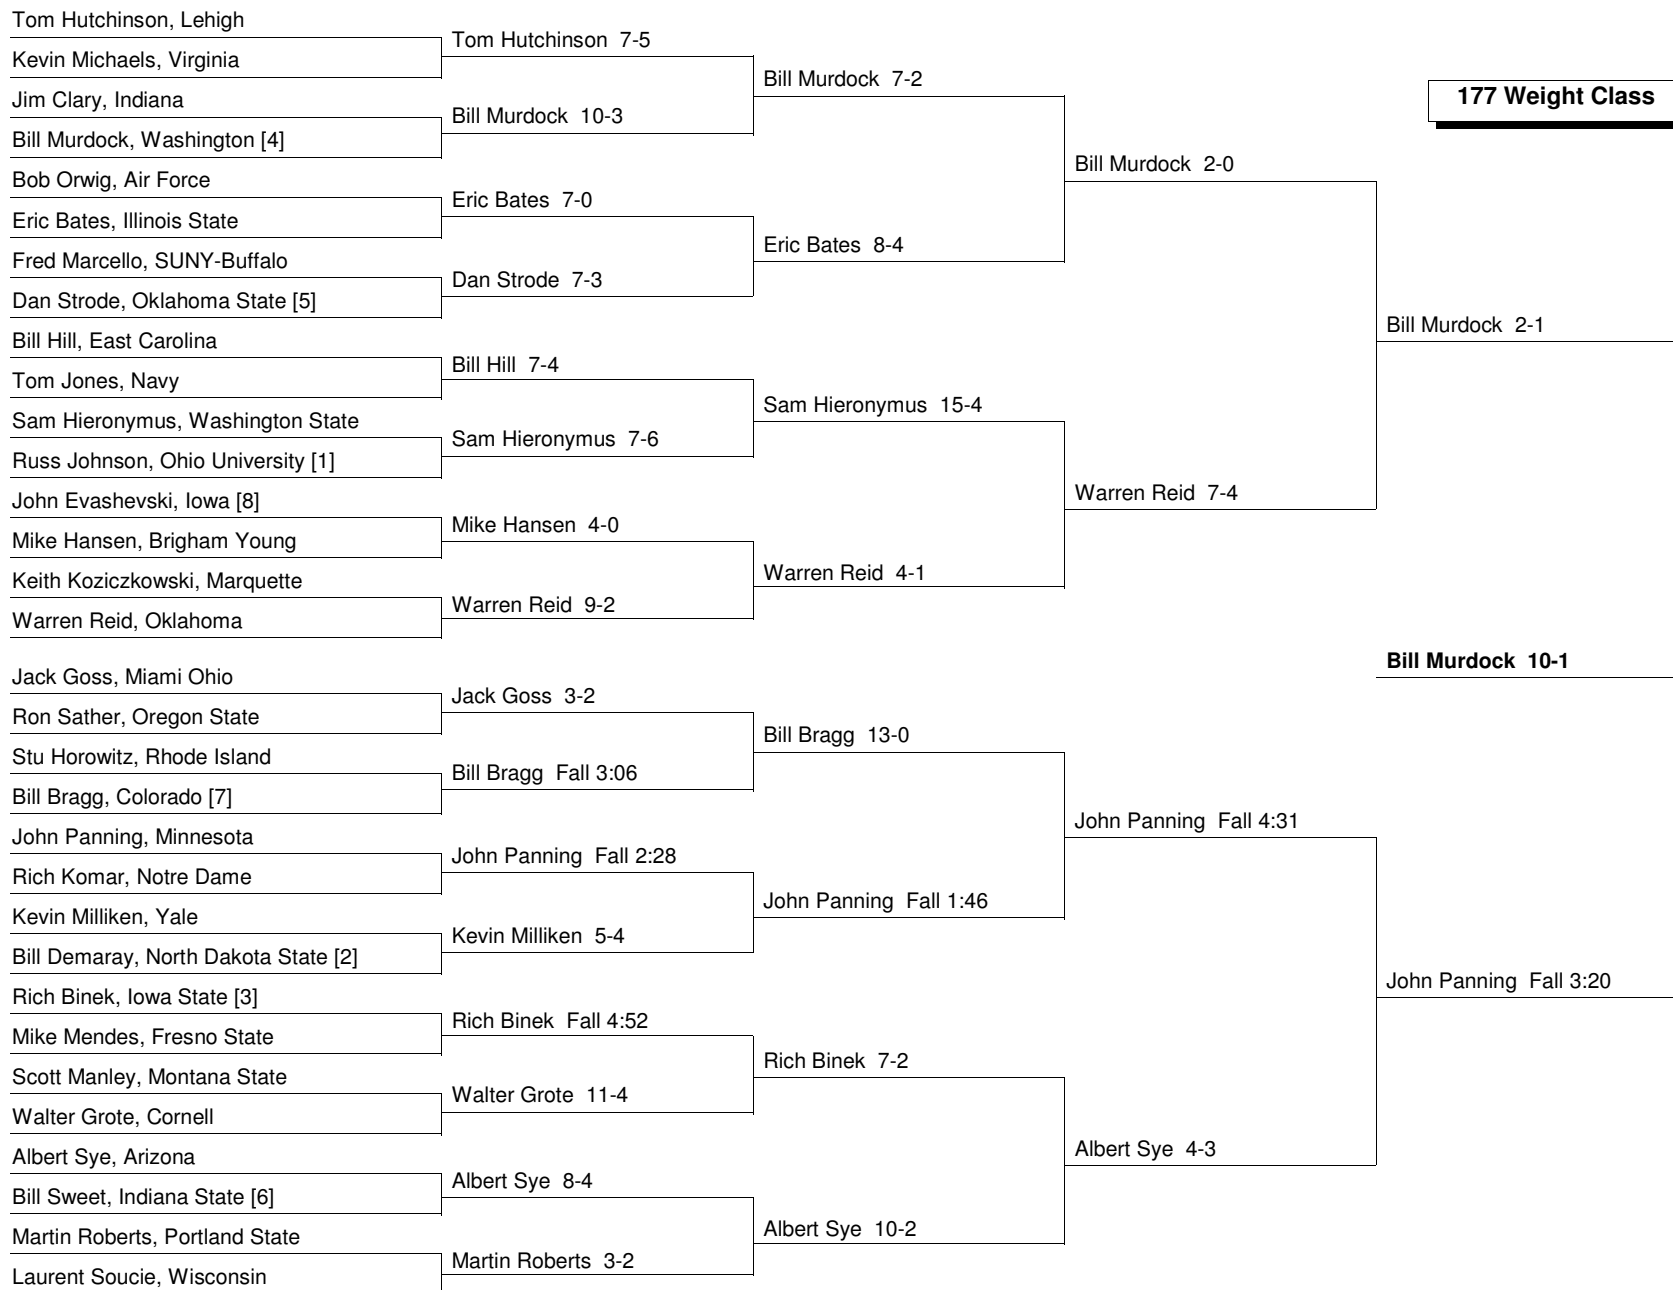 Tom Hutchinson, Lehigh
Kevin Michaels, Virginia
Jim Clary, Indiana
Bill Murdock, Washington [4]
Bob Orwig, Air Force
Eric Bates, Illinois State
Fred Marcello, SUNY-Buffalo
Dan Strode, Oklahoma State [5]
Bill Hill, East Carolina
Tom Jones, Navy
Sam Hieronymus, Washington State
Russ Johnson, Ohio University [1]
John Evashevski, Iowa [8]
Mike Hansen, Brigham Young
Keith Koziczkowski, Marquette
Warren Reid, Oklahoma
Jack Goss, Miami Ohio
Ron Sather, Oregon State
Stu Horowitz, Rhode Island
Bill Bragg, Colorado [7]
John Panning, Minnesota
Rich Komar, Notre Dame
Kevin Milliken, Yale
Bill Demaray, North Dakota State [2]
Rich Binek, Iowa State [3]
Mike Mendes, Fresno State
Scott Manley, Montana State
Walter Grote, Cornell
Albert Sye, Arizona
Bill Sweet, Indiana State [6]
Martin Roberts, Portland State
Laurent Soucie, Wisconsin
Tom Hutchinson 7-5
Bill Murdock 10-3
Eric Bates 7-0
Dan Strode 7-3
Bill Hill 7-4
Sam Hieronymus 7-6
Mike Hansen 4-0
Warren Reid 9-2
Jack Goss 3-2
Bill Bragg Fall 3:06
John Panning Fall 2:28
Kevin Milliken 5-4
Rich Binek Fall 4:52
Walter Grote 11-4
Albert Sye 8-4
Martin Roberts 3-2
Bill Murdock 7-2
Eric Bates 8-4
Sam Hieronymus 15-4
Warren Reid 4-1
Bill Bragg 13-0
John Panning Fall 1:46
Rich Binek 7-2
Albert Sye 10-2
Bill Murdock 2-0
Warren Reid 7-4
John Panning Fall 4:31
Albert Sye 4-3
177 Weight Class
Bill Murdock 2-1
Bill Murdock 10-1
John Panning Fall 3:20